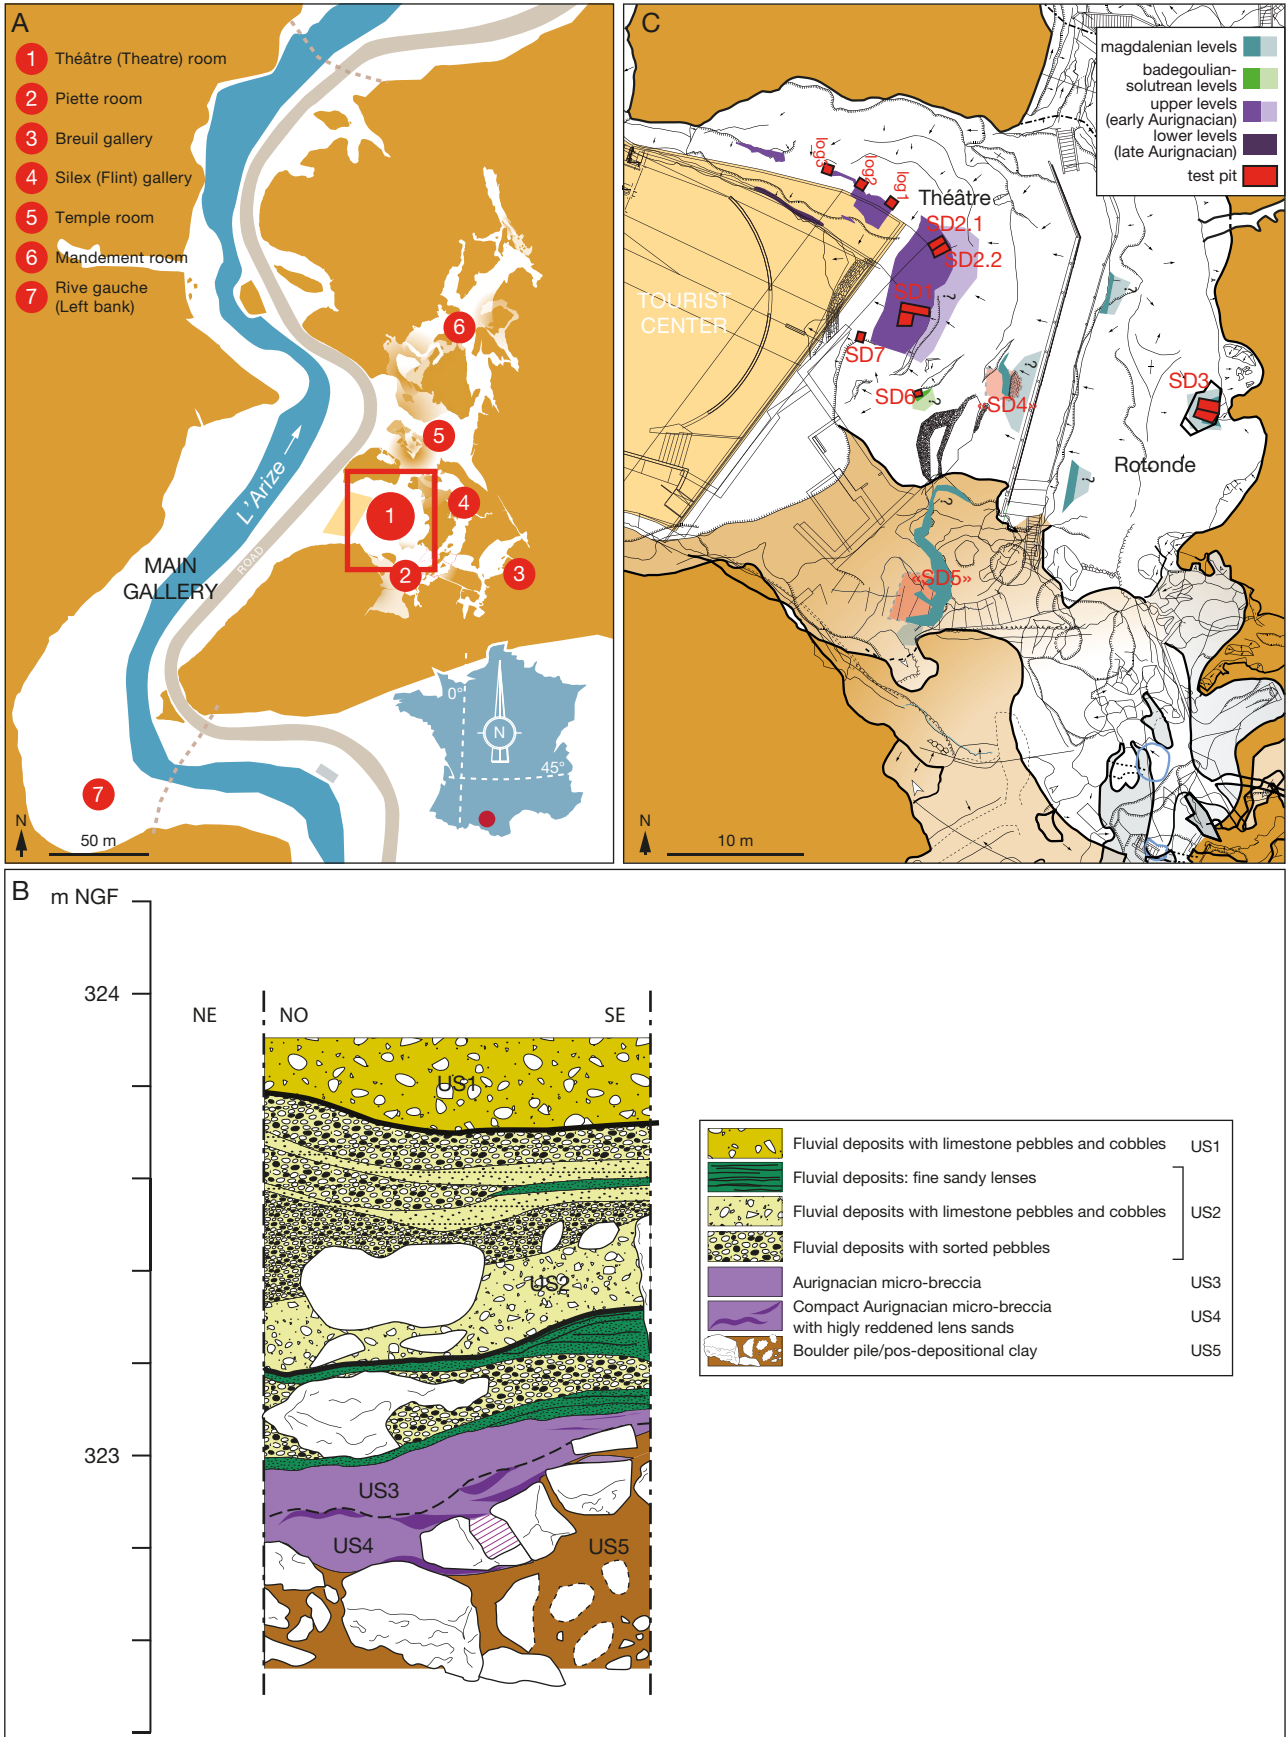 A
1 Théâtre (Theatre) room
2 Piette room
3 Breuil gallery
4 Silex (Flint) gallery
5 Temple room
6 Mandement room
7 Rive gauche
(Left bank)
6
5
4
1
2
3
L'Arize
ROAD
MAIN
GALLERY
7
N
50 m
0°
N
45°
C
magdalenian levels
badegoulian-
solutrean levels
upper levels
(early Aurignacian)
lower levels
(late Aurignacian)
test pit
log3
log2
log1
Théâtre
SD2.1
SD2.2
TOURIST
CENTER
SD1
?
SD7
SD6
?
«SD4»
?
?
SD3
Rotonde
?
?
«SD5»
N
10 m
B
m NGF
324
323
NE
NO
SE
US1
US2
US3
US4
US5
Fluvial deposits with limestone pebbles and cobbles US1
Fluvial deposits: fine sandy lenses
Fluvial deposits with limestone pebbles and cobbles US2
Fluvial deposits with sorted pebbles
Aurignacian micro-breccia US3
Compact Aurignacian micro-breccia
with higly reddened lens sands US4
Boulder pile/pos-depositional clay US5